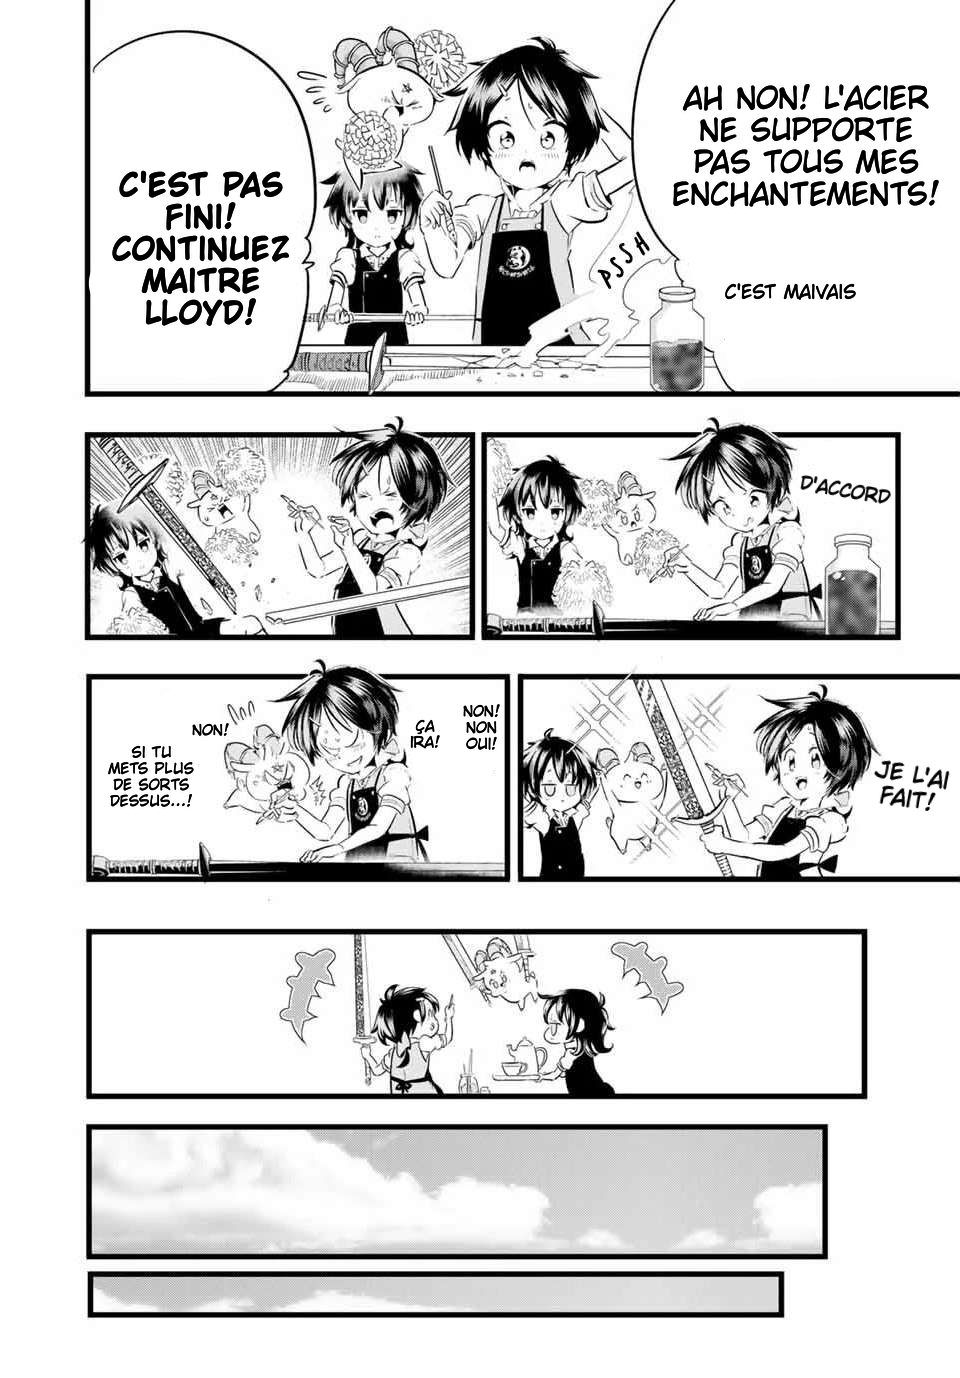 AH NON! L'ACIER
NE SUPPORTE
PAS TOUS MES
ENCHANTEMENTS!
C'EST MAIVAIS
PSSH
C'EST PAS
FINI!
CONTINUEZ
MAITRE
LLOYD!
D'ACCORD
JE L'AI
FAIT!
NON!
NON
OUI!
ÇA
IRA!
NON!
SI TU
METS PLUS
DE SORTS
DESSUS...!